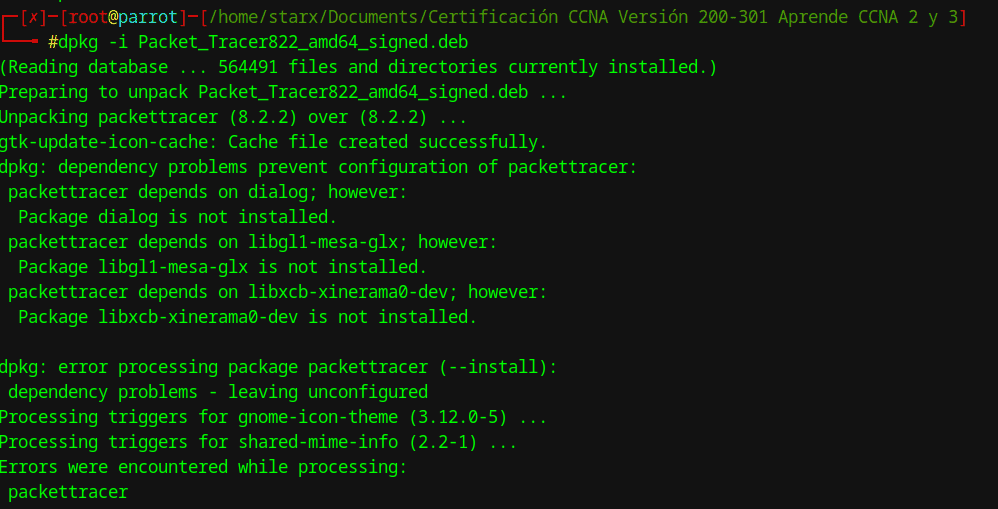 ┌─[✗]─[root@parrot]─[/home/starx/Documents/Certificación CCNA Versión 200-301 Aprende CCNA 2 y 3]
└──╼ #dpkg -i Packet_Tracer822_amd64_signed.deb
(Reading database ... 564491 files and directories currently installed.)
Preparing to unpack Packet_Tracer822_amd64_signed.deb ...
Unpacking packettracer (8.2.2) over (8.2.2) ...
gtk-update-icon-cache: Cache file created successfully.
dpkg: dependency problems prevent configuration of packettracer:
 packettracer depends on dialog; however:
  Package dialog is not installed.
 packettracer depends on libgl1-mesa-glx; however:
  Package libgl1-mesa-glx is not installed.
 packettracer depends on libxcb-xinerama0-dev; however:
  Package libxcb-xinerama0-dev is not installed.

dpkg: error processing package packettracer (--install):
 dependency problems - leaving unconfigured
Processing triggers for gnome-icon-theme (3.12.0-5) ...
Processing triggers for shared-mime-info (2.2-1) ...
Errors were encountered while processing:
 packettracer